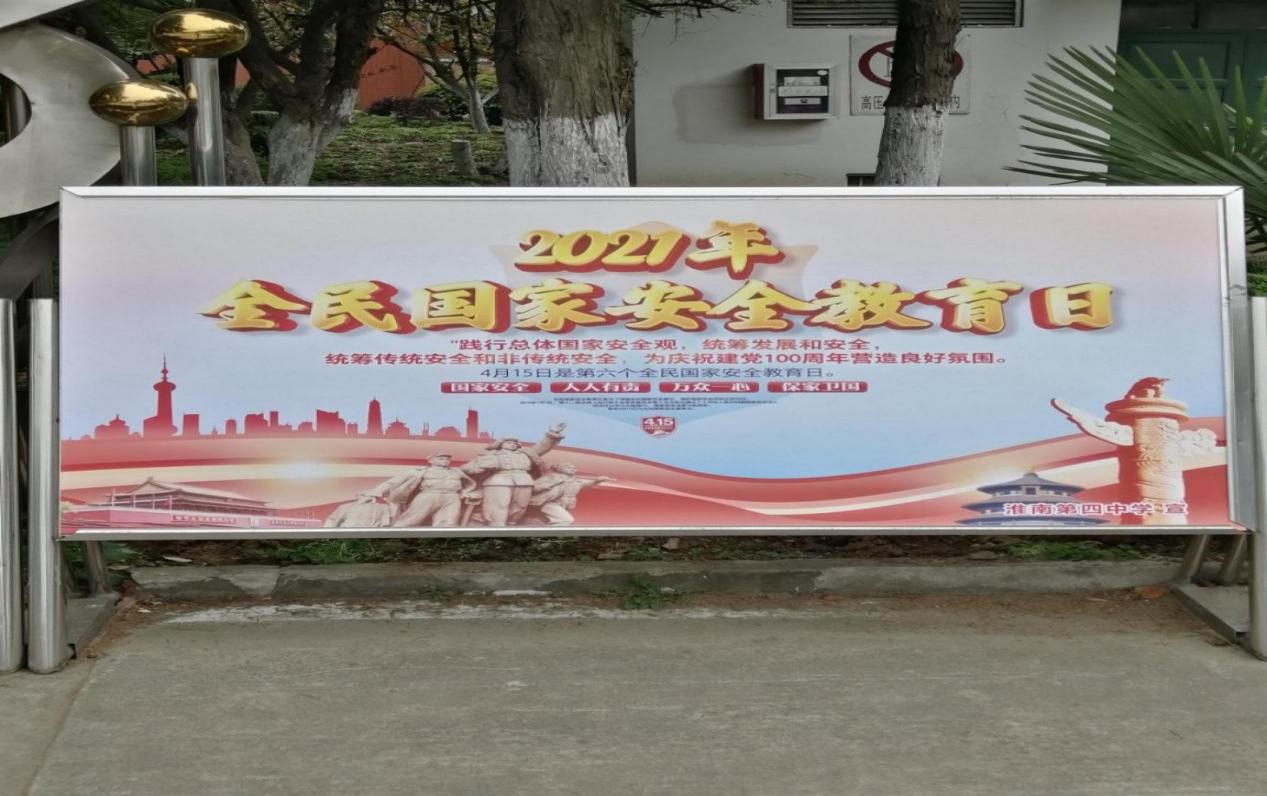 高压 内
2021年
全民国家安全教育日
"践行总体国家安全观，统筹发展和安全，
统筹传统安全和非传统安全，为庆祝建党100周年营造良好氛围。
4月15日是第六个全民国家安全教育日。
国家安全 人人有责 万众一心 保家卫国
4.15
淮南第四中学 宣